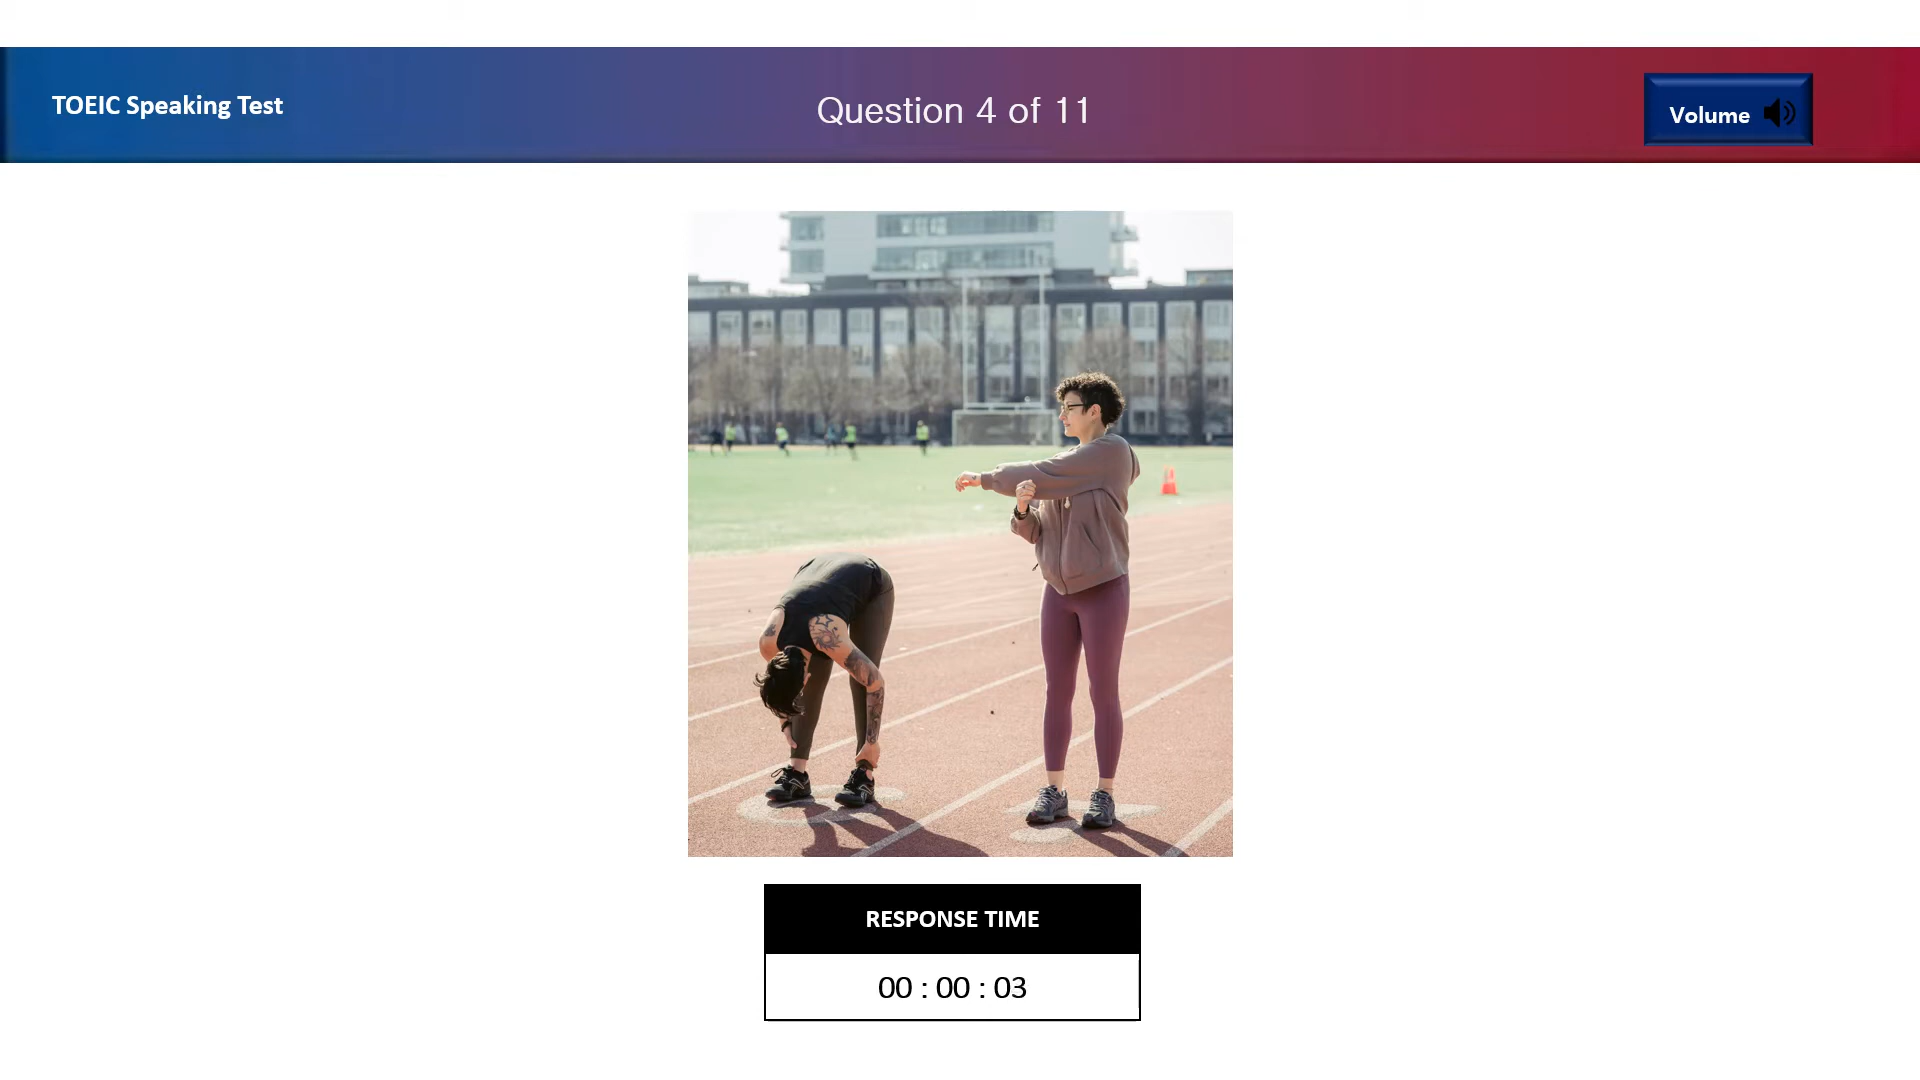 TOEIC Speaking Test
Question 4 of 11
Volume
RESPONSE TIME
00 : 00 : 03